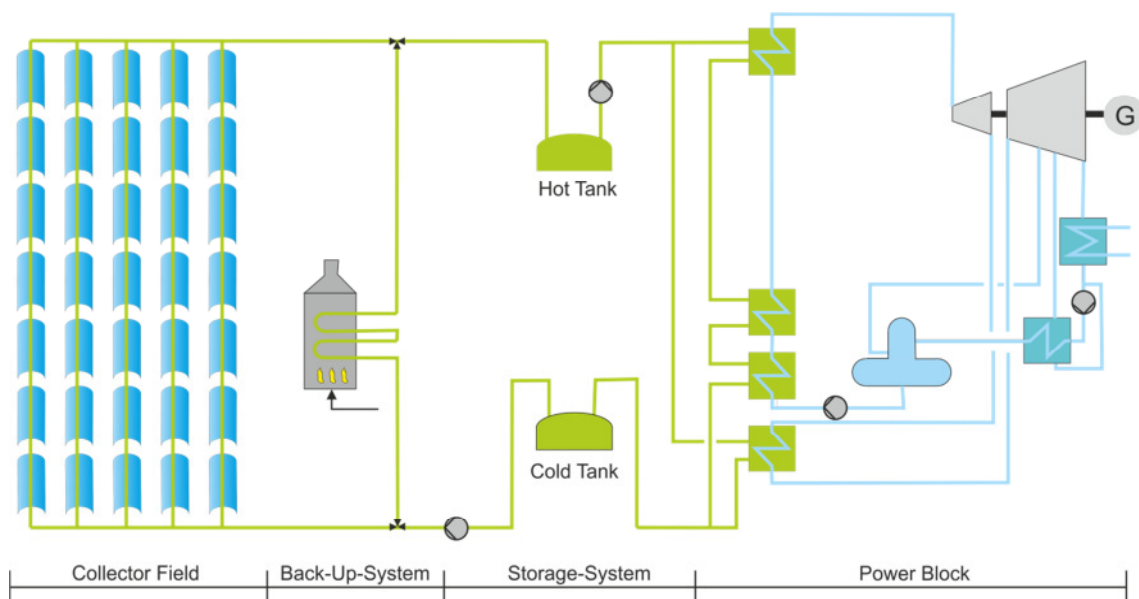 G
Hot Tank
Cold Tank
Collector Field
Back-Up-System
Storage-System
Power Block